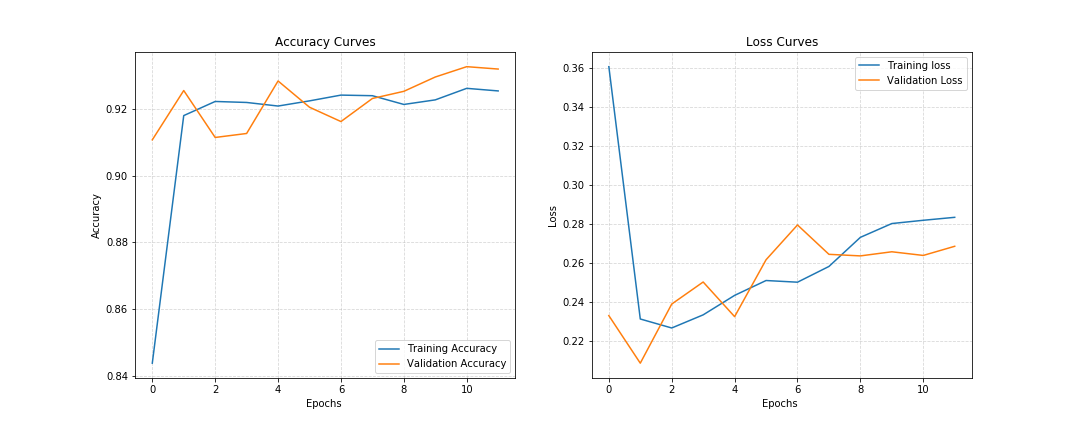 Accuracy Curves
Accuracy
0.92
0.90
0.88
0.86
0.84
0 2 4 6 8 10
Epochs
Training Accuracy
Validation Accuracy
Loss Curves
Loss
0.36
0.34
0.32
0.30
0.28
0.26
0.24
0.22
0 2 4 6 8 10
Epochs
Training loss
Validation Loss